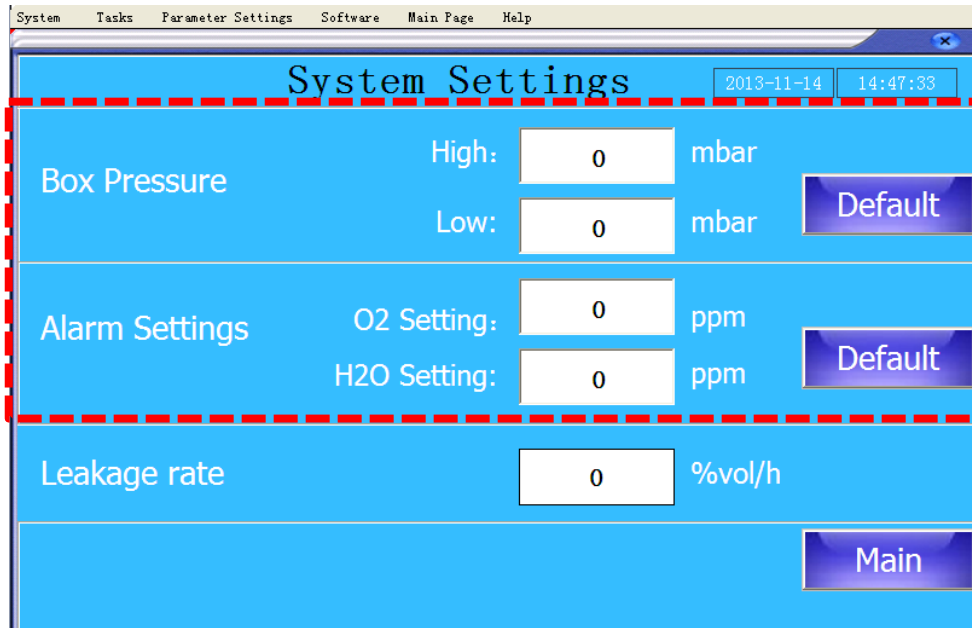 System Tasks Parameter Settings Software Main Page Help
System Settings 2013-11-14 14:47:33
Box Pressure
High: 0 mbar
Low: 0 mbar
Default
Alarm Settings
O2 Setting: 0 ppm
H2O Setting: 0 ppm
Default
Leakage rate 0 %vol/h
Main